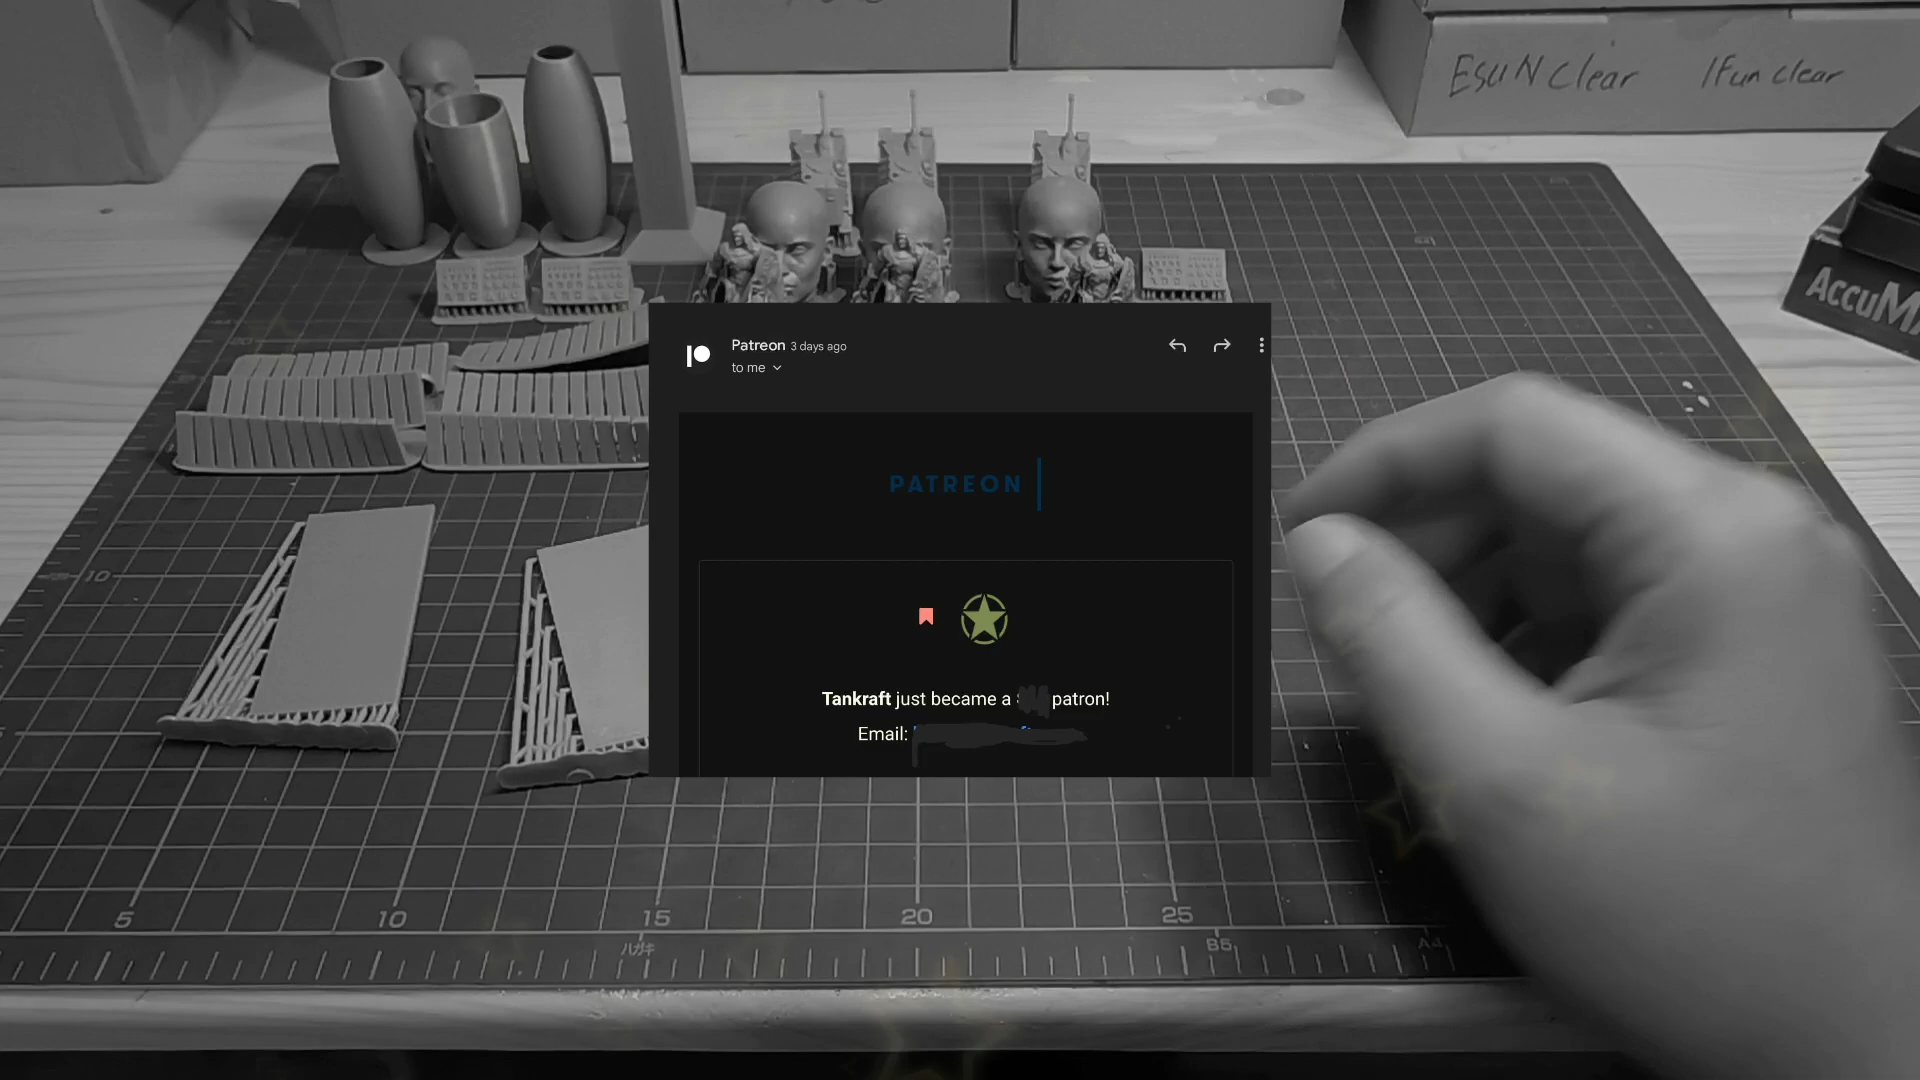 EsuN Clear
IFun clear
AccuM
Patreon 3 days ago
to me
PATREON
Tankraft just became a
patron!
Email:
10
5
10
15
20
25
ハガキ
B5
A4